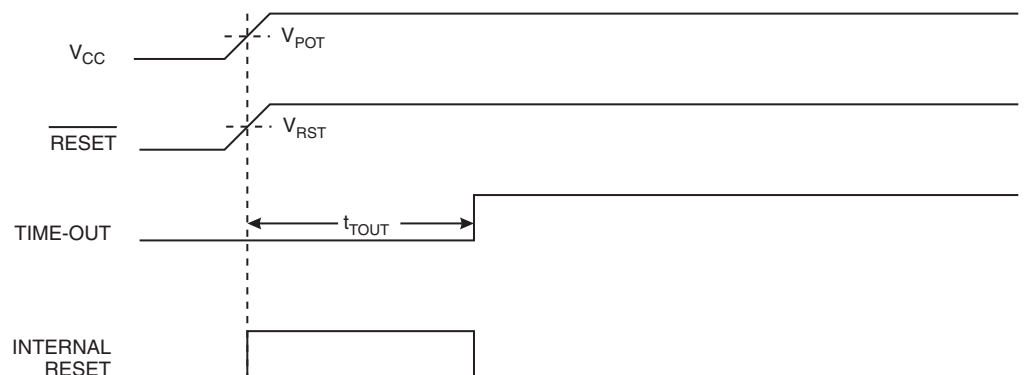 VCC
VPOT
RESET
VRST
TIME-OUT
tTOUT
INTERNAL
RESET